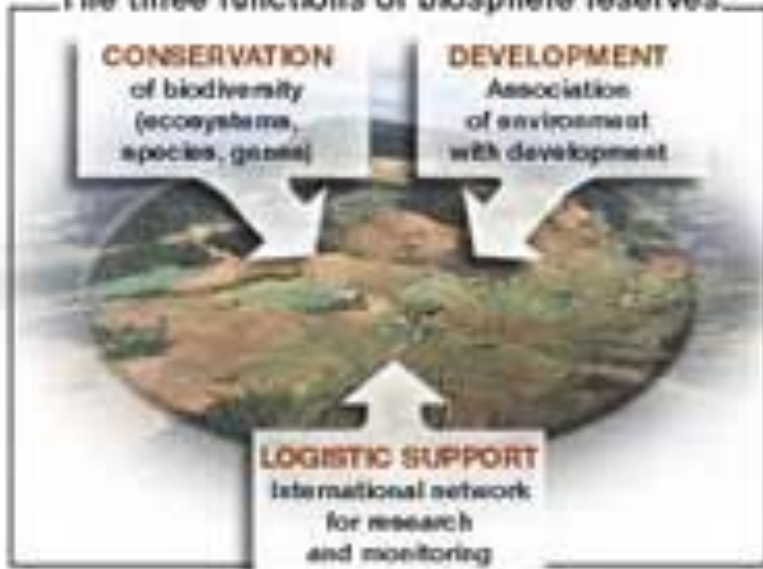 The three functions of biosphere reserves
CONSERVATION
of biodiversity
(ecosystems,
species, genes)
DEVELOPMENT
Association
of environment
with development
LOGISTIC SUPPORT
International network
for research
and monitoring